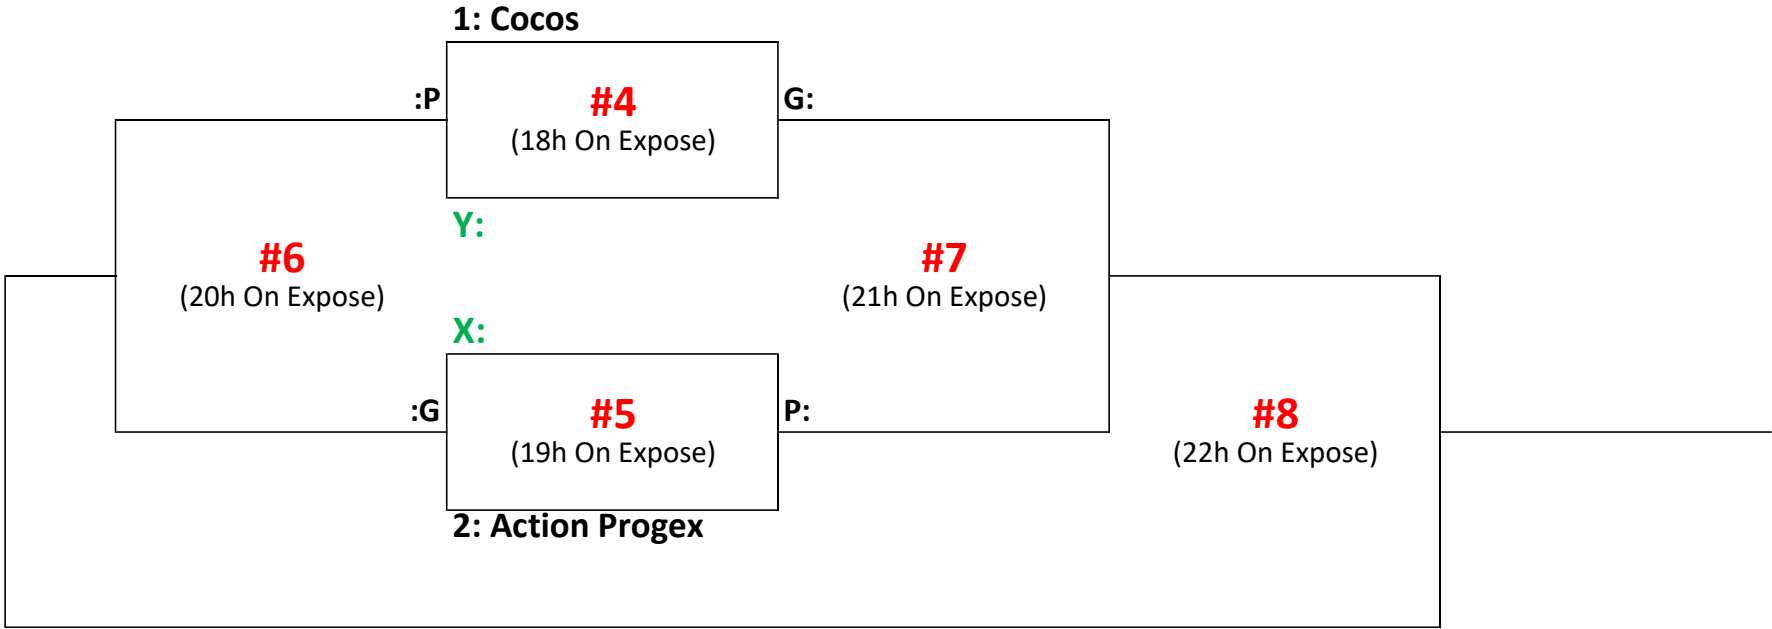 1: Cocos
:P
#4
G:
(18h On Expose)
Y:
#6
#7
(20h On Expose)
(21h On Expose)
X:
:G
#5
P:
#8
(19h On Expose)
(22h On Expose)
2: Action Progex